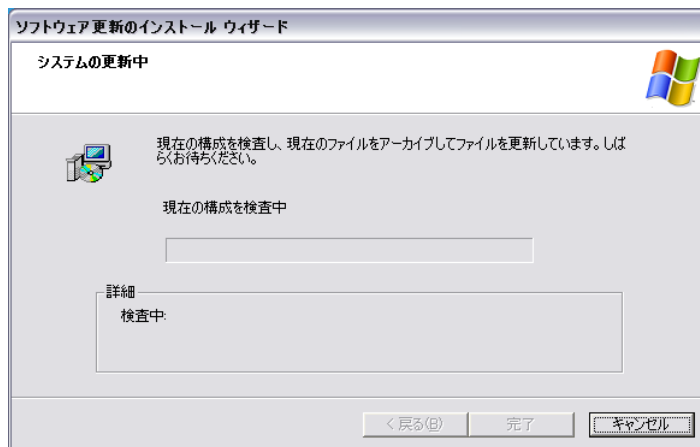 ソフトウェア更新のインストール ウィザード
システムの更新中
現在の構成を検査し、現在のファイルをアーカイブしてファイルを更新しています。しば
らくお待ちください。
現在の構成を検査中
詳細
検査中:
< 戻る(B)
完了
キャンセル